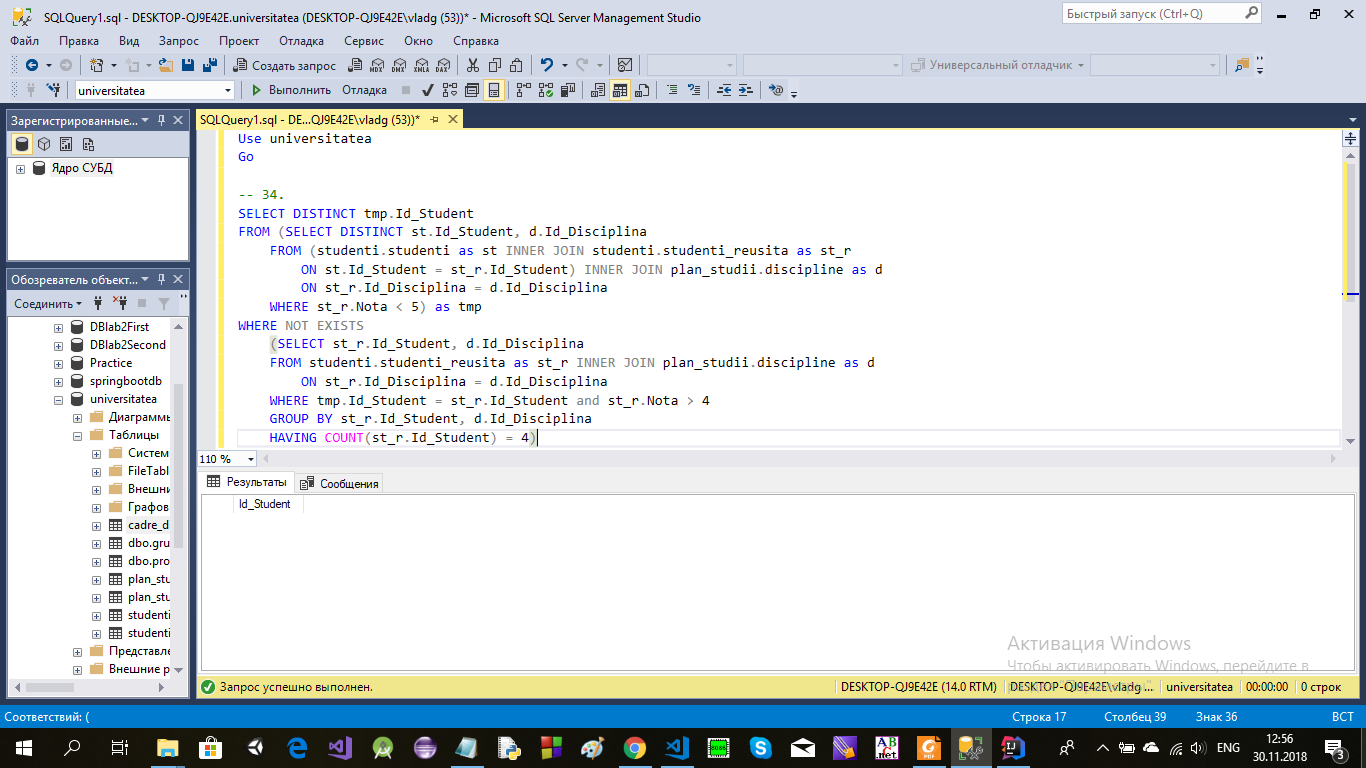 SQLQuery1.sql - DESKTOP-QJ9E42E.universitatea (DESKTOP-QJ9E42E\vladg (53))* - Microsoft SQL Server Management Studio
Быстрый запуск (Ctrl+Q)
Файл Правка Вид Запрос Проект Отладка Сервис Окно Справка
Создать запрос MDX DMX XMLA DAX Универсальный отладчик
universitatea Выполнить Отладка
Зарегистрированные...
Ядро СУБД
Обозреватель объект...
Соединить
DBlab2First
DBlab2Second
Practice
springbootdb
universitatea
Диаграммы
Таблицы
Систем
FileTabl
Внешни
Графов
cadre_d
dbo.gru
dbo.pro
plan_stu
plan_stu
studenti
studenti
Представле
Внешние р
SQLQuery1.sql - DE...QJ9E42E\vladg (53))*
Use universitatea
Go
-- 34.
SELECT DISTINCT tmp.Id_Student
FROM (SELECT DISTINCT st.Id_Student, d.Id_Disciplina
FROM (studenti.studenti as st INNER JOIN studenti.studenti_reusita as st_r
ON st.Id_Student = st_r.Id_Student) INNER JOIN plan_studii.discipline as d
ON st_r.Id_Disciplina = d.Id_Disciplina
WHERE st_r.Nota < 5) as tmp
WHERE NOT EXISTS
(SELECT st_r.Id_Student, d.Id_Disciplina
FROM studenti.studenti_reusita as st_r INNER JOIN plan_studii.discipline as d
ON st_r.Id_Disciplina = d.Id_Disciplina
WHERE tmp.Id_Student = st_r.Id_Student and st_r.Nota > 4
GROUP BY st_r.Id_Student, d.Id_Disciplina
HAVING COUNT(st_r.Id_Student) = 4)
110 %
Результаты Сообщения
Id_Student
Активация Windows
Чтобы активировать Windows, перейдите в
Запрос успешно выполнен. DESKTOP-QJ9E42E (14.0 RTM) DESKTOP-QJ9E42E\vladg ... universitatea 00:00:00 0 строк
Соответствий: ( Строка 17 Столбец 39 Знак 36 ВСТ
ENG 12:56
30.11.2018 3